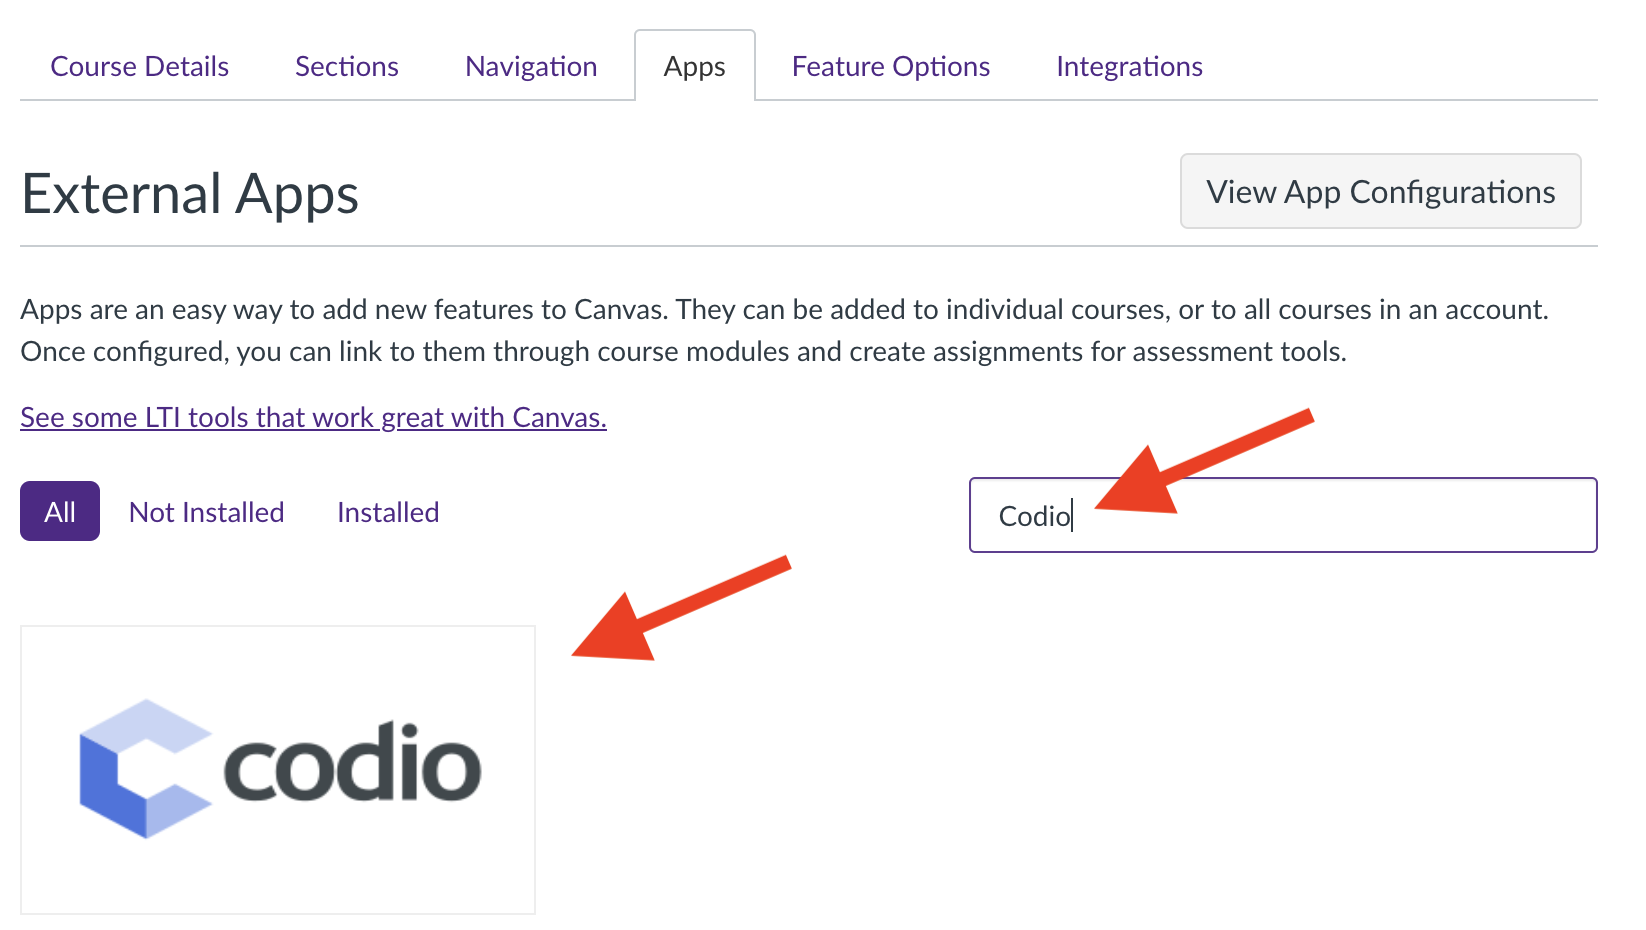 Course Details Sections Navigation Apps Feature Options Integrations
External Apps View App Configurations
Apps are an easy way to add new features to Canvas. They can be added to individual courses, or to all courses in an account.
Once configured, you can link to them through course modules and create assignments for assessment tools.
See some LTI tools that work great with Canvas.
All Not Installed Installed Codio
codio